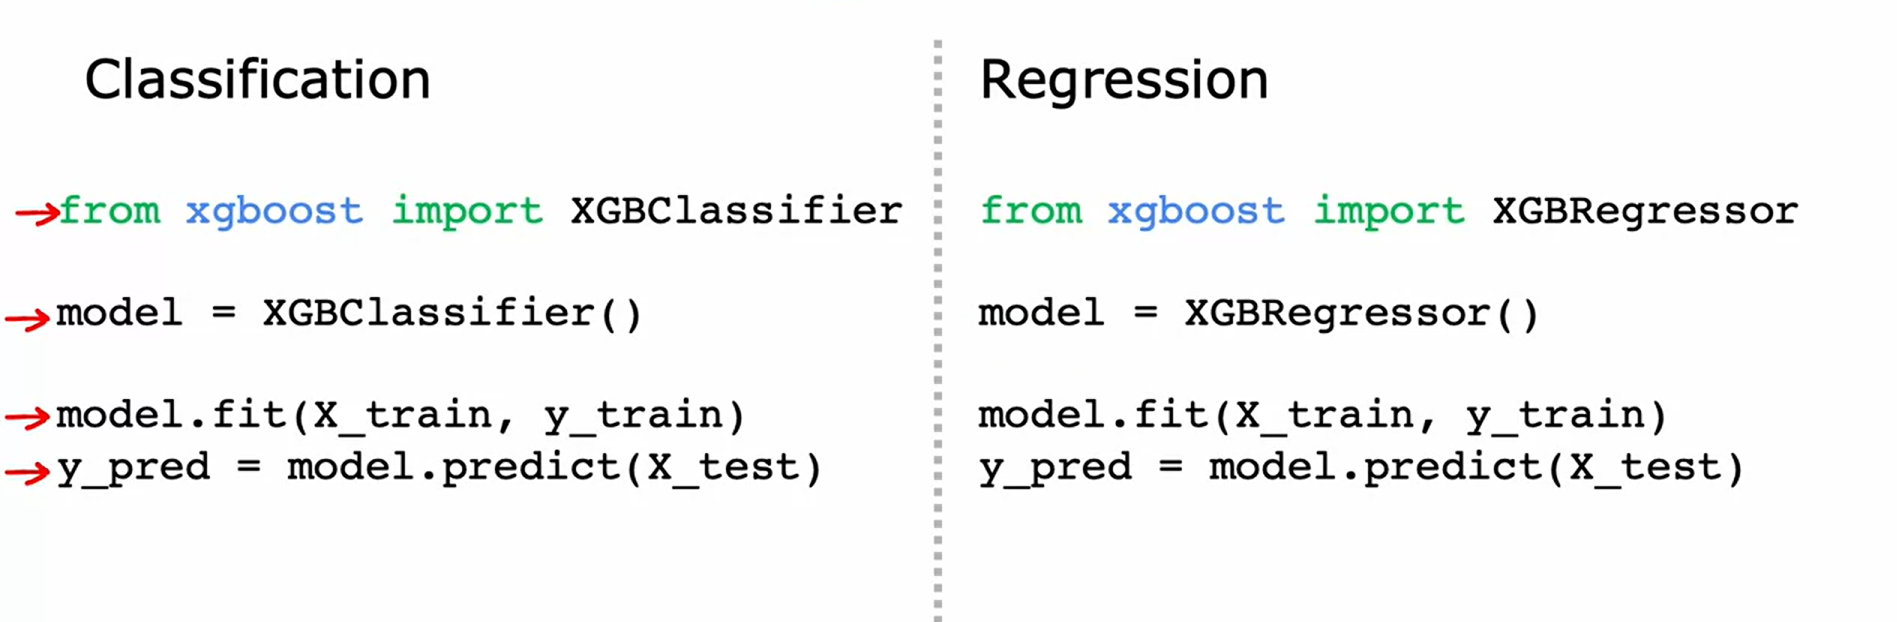 Classification
from xgboost import XGBClassifier
model = XGBClassifier()
model.fit(X_train, y_train)
y_pred = model.predict(X_test)
Regression
from xgboost import XGBRegressor
model = XGBRegressor()
model.fit(X_train, y_train)
y_pred = model.predict(X_test)